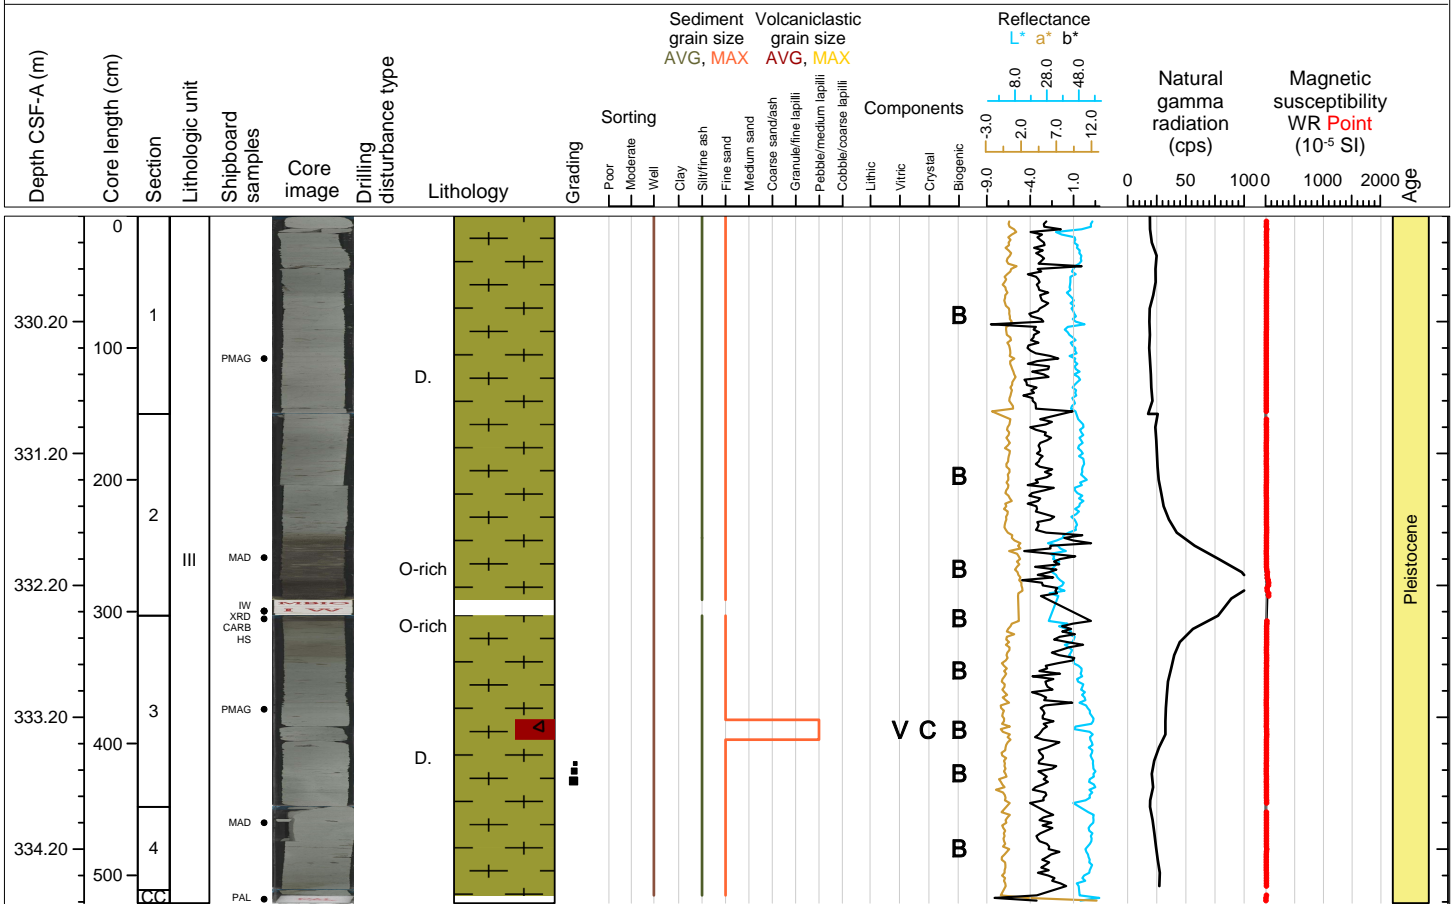 Depth CSF-A (m)
Core length (cm)
Section
Lithologic unit
Shipboard
samples
Core
image
Drilling
disturbance type
Lithology
Grading
Sorting
Poor
Moderate
Well
Sediment
grain size
AVG, MAX
Volcaniclastic
grain size
AVG, MAX
Clay
Silt/fine ash
Fine sand
Medium sand
Coarse sand/ash
Granule/fine lapilli
Pebble/medium lapilli
Cobble/coarse lapilli
Components
Lithic
Vitric
Crystal
Biogenic
Reflectance
L* a* b*
8.0 28.0 48.0
-3.0 2.0 7.0 12.0
-9.0 -4.0 1.0
Natural
gamma
radiation
(cps)
0 50 100
Magnetic
susceptibility
WR Point
(10-5 SI)
0 1000 2000
Age
0
1
B
330.20
100
PMAG
D.
331.20
200
B
2
MAD
III
O-rich
B
Pleistocene
332.20
300
IW
MBIO
I W
XRD
CARB
HS
O-rich
B
B
3
PMAG
333.20
400
V C B
D.
B
MAD
4
334.20
B
500
CC
PAL
PAL